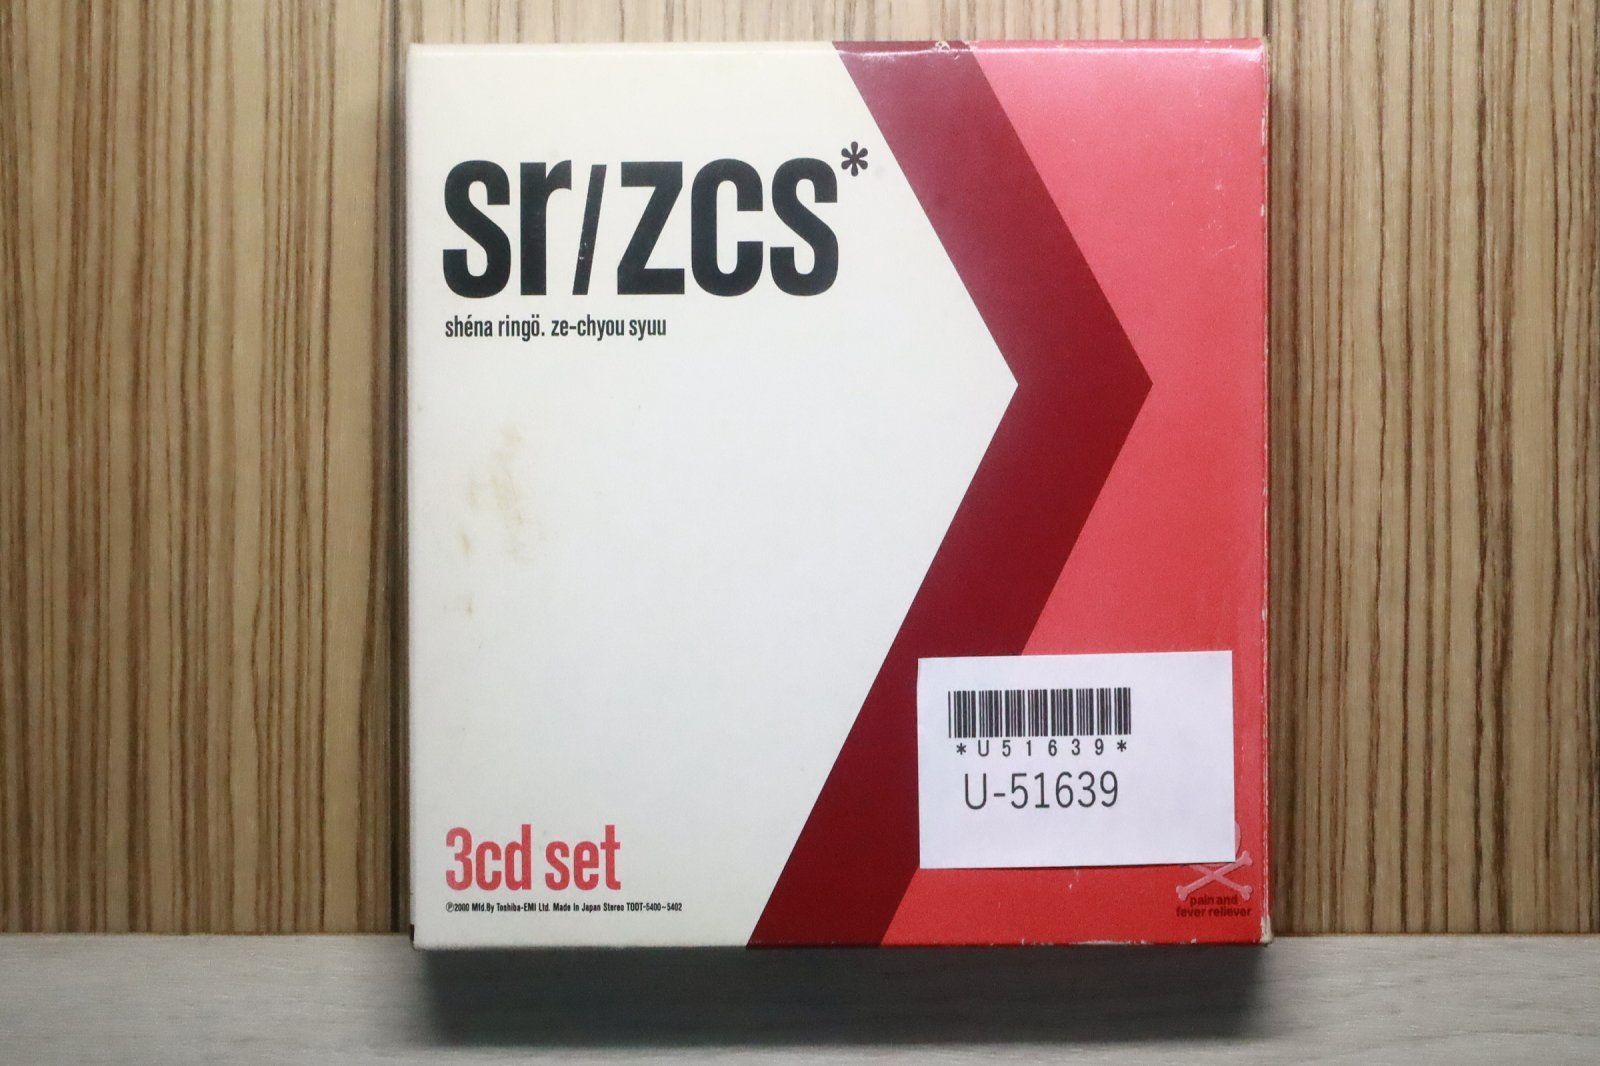 sr/zcs*
shéna ringö. ze-chyou syuu
*U51639*
U-51639
3cd set
℗2000 Mfd.By Toshiba-EMI Ltd. Made In Japan Stereo TODT-5400~5402
pain and
fever reliever